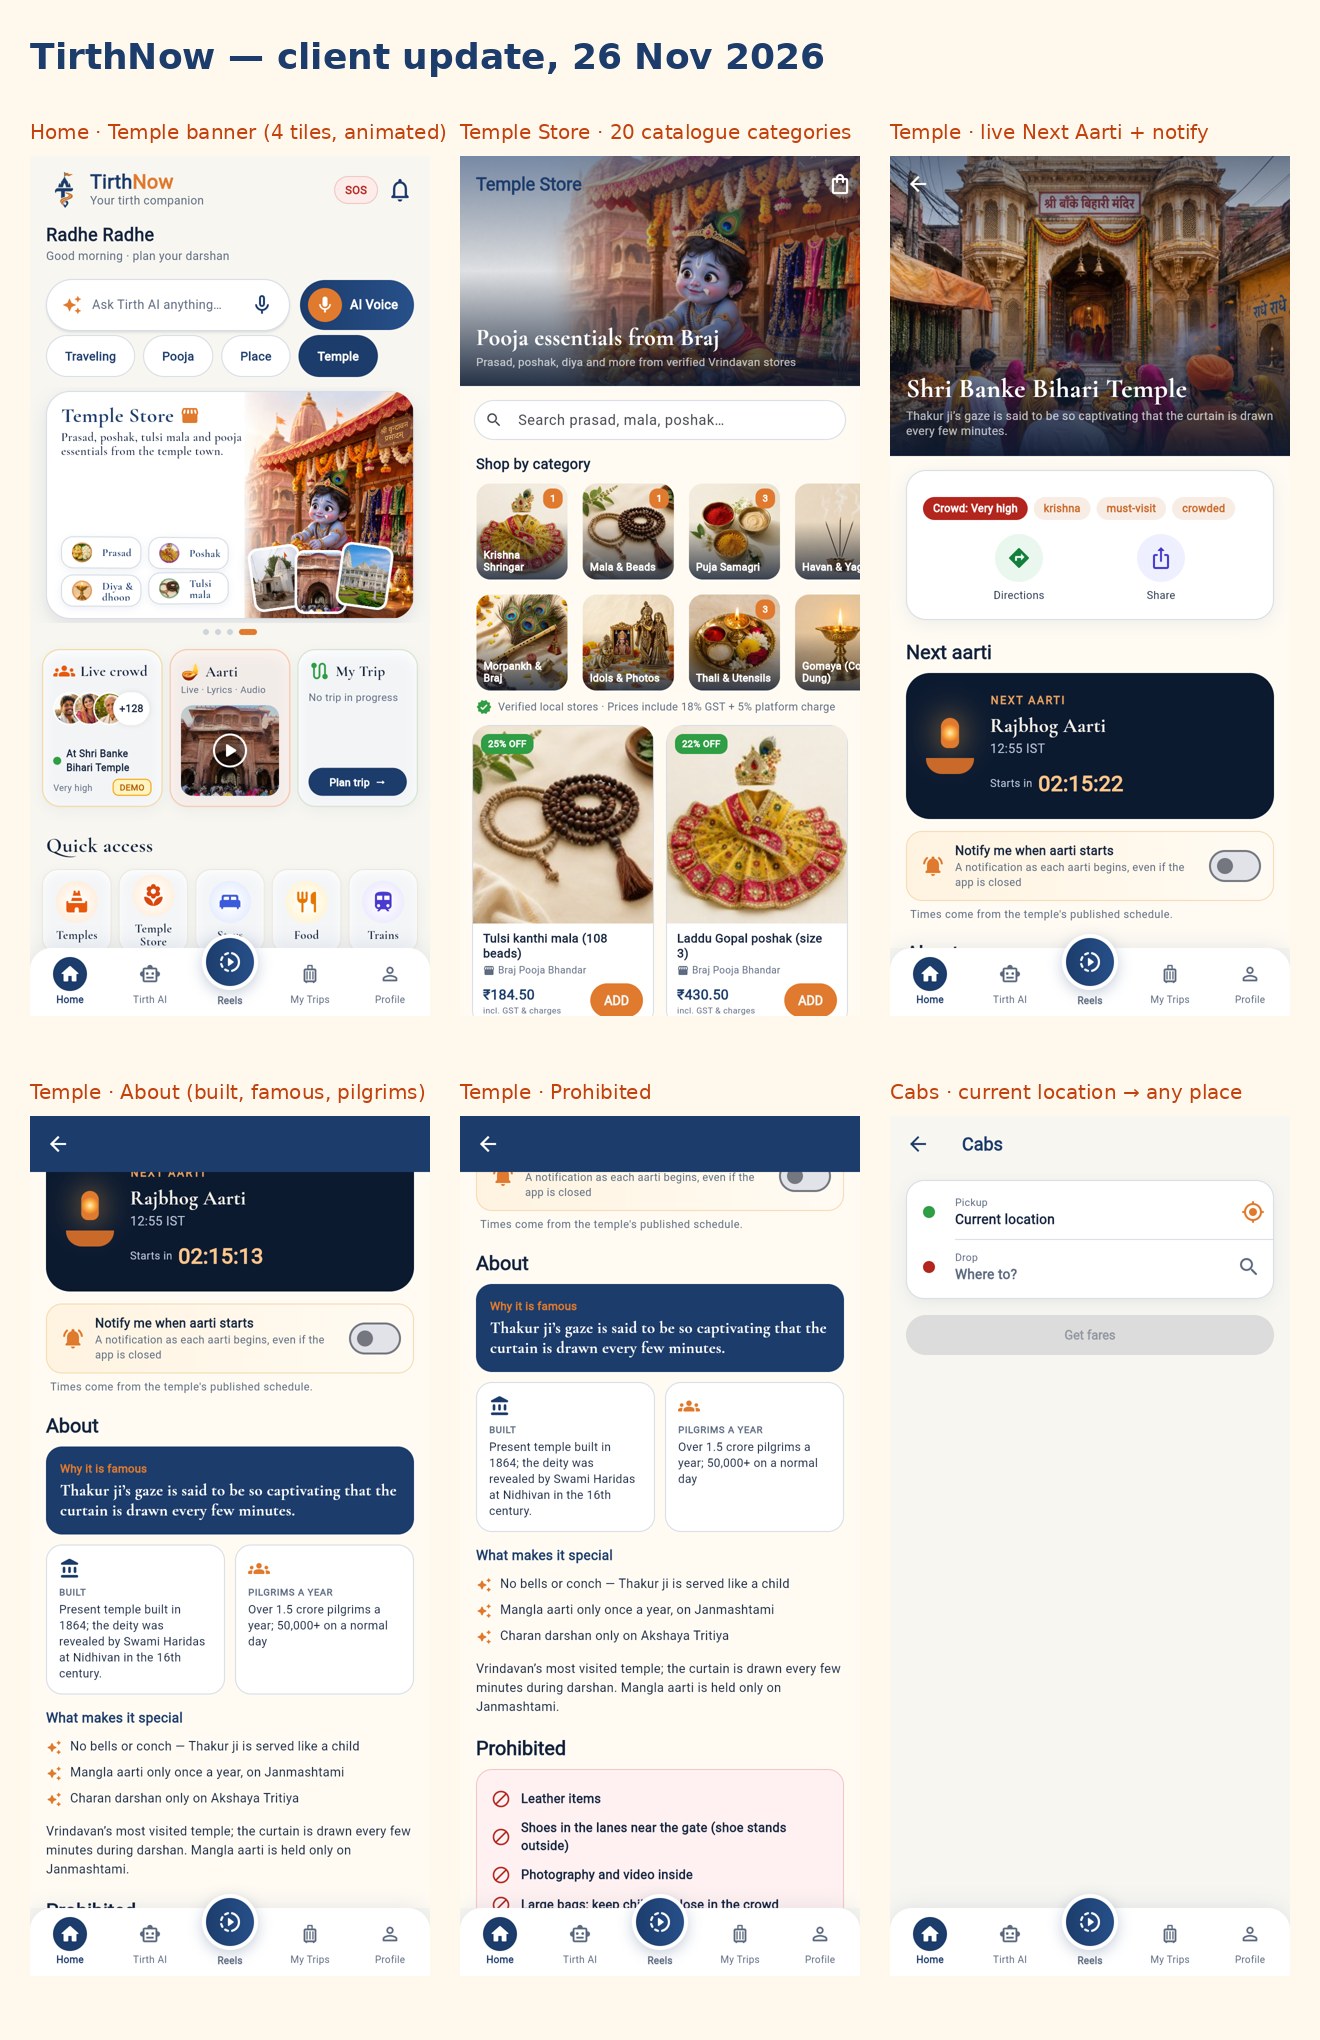 TirthNow — client update, 26 Nov 2026
Home · Temple banner (4 tiles, animated)
TirthNow
Your tirth companion
SOS
Radhe Radhe
Good morning · plan your darshan
Ask Tirth AI anything...
AI Voice
Traveling
Pooja
Place
Temple
Temple Store
Prasad, poshak, tulsi mala and pooja
essentials from the temple town.
Prasad
Poshak
Diya &
dhoop
Tulsi
mala
Live crowd
+128
At Shri Banke
Bihari Temple
Very high
DEMO
Aarti
Live · Lyrics · Audio
My Trip
No trip in progress
Plan trip →
Quick access
Temples
Temple
Store
Food
Trains
Home
Tirth AI
Reels
My Trips
Profile
Temple Store · 20 catalogue categories
Temple Store
Pooja essentials from Braj
Prasad, poshak, diya and more from verified Vrindavan stores
Search prasad, mala, poshak...
Shop by category
1
Krishna
Shringar
1
Mala & Beads
3
Puja Samagri
Havan & Yag
Morpankh &
Braj
Idols & Photos
3
Thali & Utensils
Gomaya (Co
Dung)
Verified local stores · Prices include 18% GST + 5% platform charge
25% OFF
Tulsi kanthi mala (108
beads)
Braj Pooja Bhandar
₹184.50
incl. GST & charges
ADD
22% OFF
Laddu Gopal poshak (size
3)
Braj Pooja Bhandar
₹430.50
incl. GST & charges
ADD
Temple · live Next Aarti + notify
श्री बाँके बिहारी मंदिर
राधे राधे
Shri Banke Bihari Temple
Thakur ji's gaze is said to be so captivating that the curtain is drawn
every few minutes.
Crowd: Very high
krishna
must-visit
crowded
Directions
Share
Next aarti
NEXT AARTI
Rajbhog Aarti
12:55 IST
Starts in 02:15:22
Notify me when aarti starts
A notification as each aarti begins, even if the
app is closed
Times come from the temple's published schedule.
Home
Tirth AI
Reels
My Trips
Profile
Temple · About (built, famous, pilgrims)
NEXT AARTI
Rajbhog Aarti
12:55 IST
Starts in 02:15:13
Notify me when aarti starts
A notification as each aarti begins, even if the
app is closed
Times come from the temple's published schedule.
About
Why it is famous
Thakur ji's gaze is said to be so captivating that the
curtain is drawn every few minutes.
BUILT
Present temple built in
1864; the deity was
revealed by Swami Haridas
at Nidhivan in the 16th
century.
PILGRIMS A YEAR
Over 1.5 crore pilgrims a
year; 50,000+ on a normal
day
What makes it special
No bells or conch — Thakur ji is served like a child
Mangla aarti only once a year, on Janmashtami
Charan darshan only on Akshaya Tritiya
Vrindavan's most visited temple; the curtain is drawn every few
minutes during darshan. Mangla aarti is held only on
Janmashtami.
Prohibited
Home
Tirth AI
Reels
My Trips
Profile
Temple · Prohibited
A notification as each aarti begins, even if the
app is closed
Times come from the temple's published schedule.
About
Why it is famous
Thakur ji's gaze is said to be so captivating that the
curtain is drawn every few minutes.
BUILT
Present temple built in
1864; the deity was
revealed by Swami Haridas
at Nidhivan in the 16th
century.
PILGRIMS A YEAR
Over 1.5 crore pilgrims a
year; 50,000+ on a normal
day
What makes it special
No bells or conch — Thakur ji is served like a child
Mangla aarti only once a year, on Janmashtami
Charan darshan only on Akshaya Tritiya
Vrindavan's most visited temple; the curtain is drawn every few
minutes during darshan. Mangla aarti is held only on
Janmashtami.
Prohibited
Leather items
Shoes in the lanes near the gate (shoe stands
outside)
Photography and video inside
Large bags; keep in the crowd
Home
Tirth AI
Reels
My Trips
Profile
Cabs · current location → any place
Cabs
Pickup
Current location
Drop
Where to?
Get fares
Home
Tirth AI
Reels
My Trips
Profile